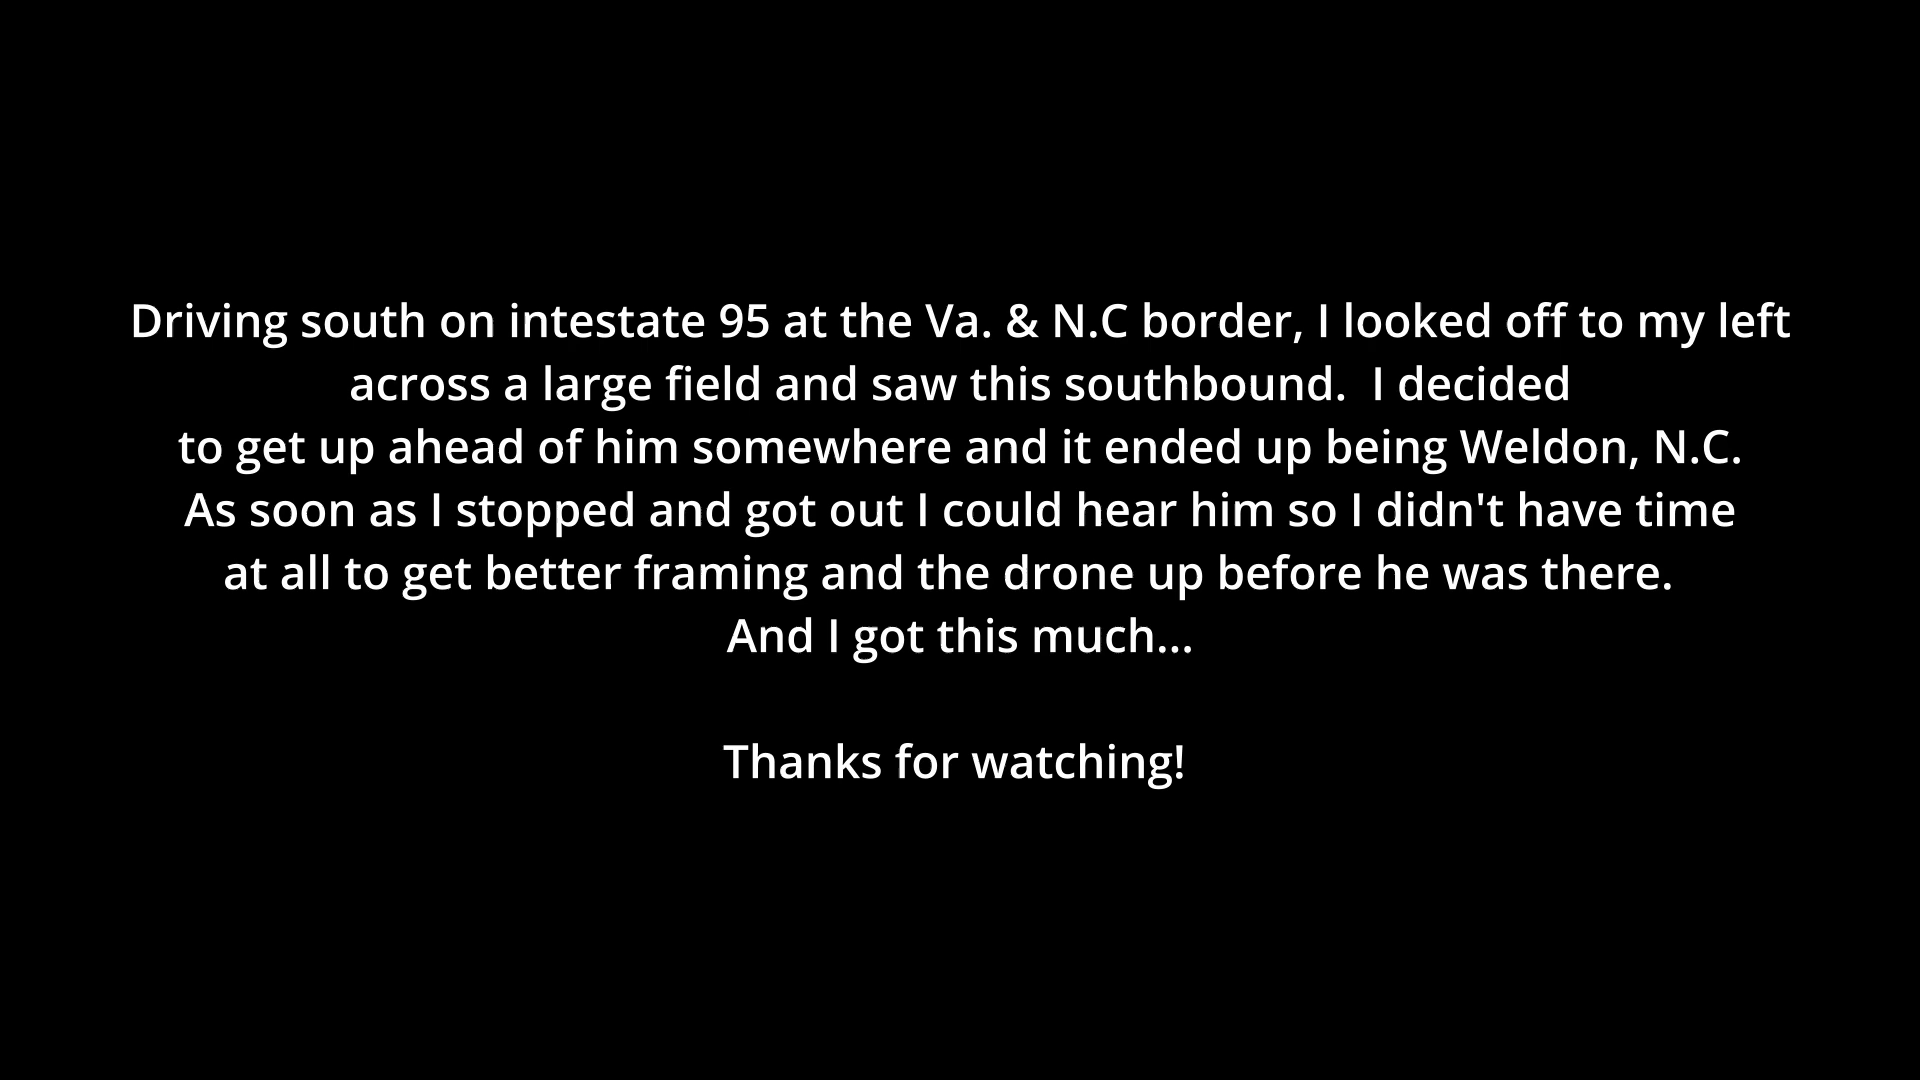 Driving south on intestate 95 at the Va. & N.C border, I looked off to my left
across a large field and saw this southbound.  I decided
to get up ahead of him somewhere and it ended up being Weldon, N.C.
As soon as I stopped and got out I could hear him so I didn't have time
at all to get better framing and the drone up before he was there.
And I got this much...
Thanks for watching!